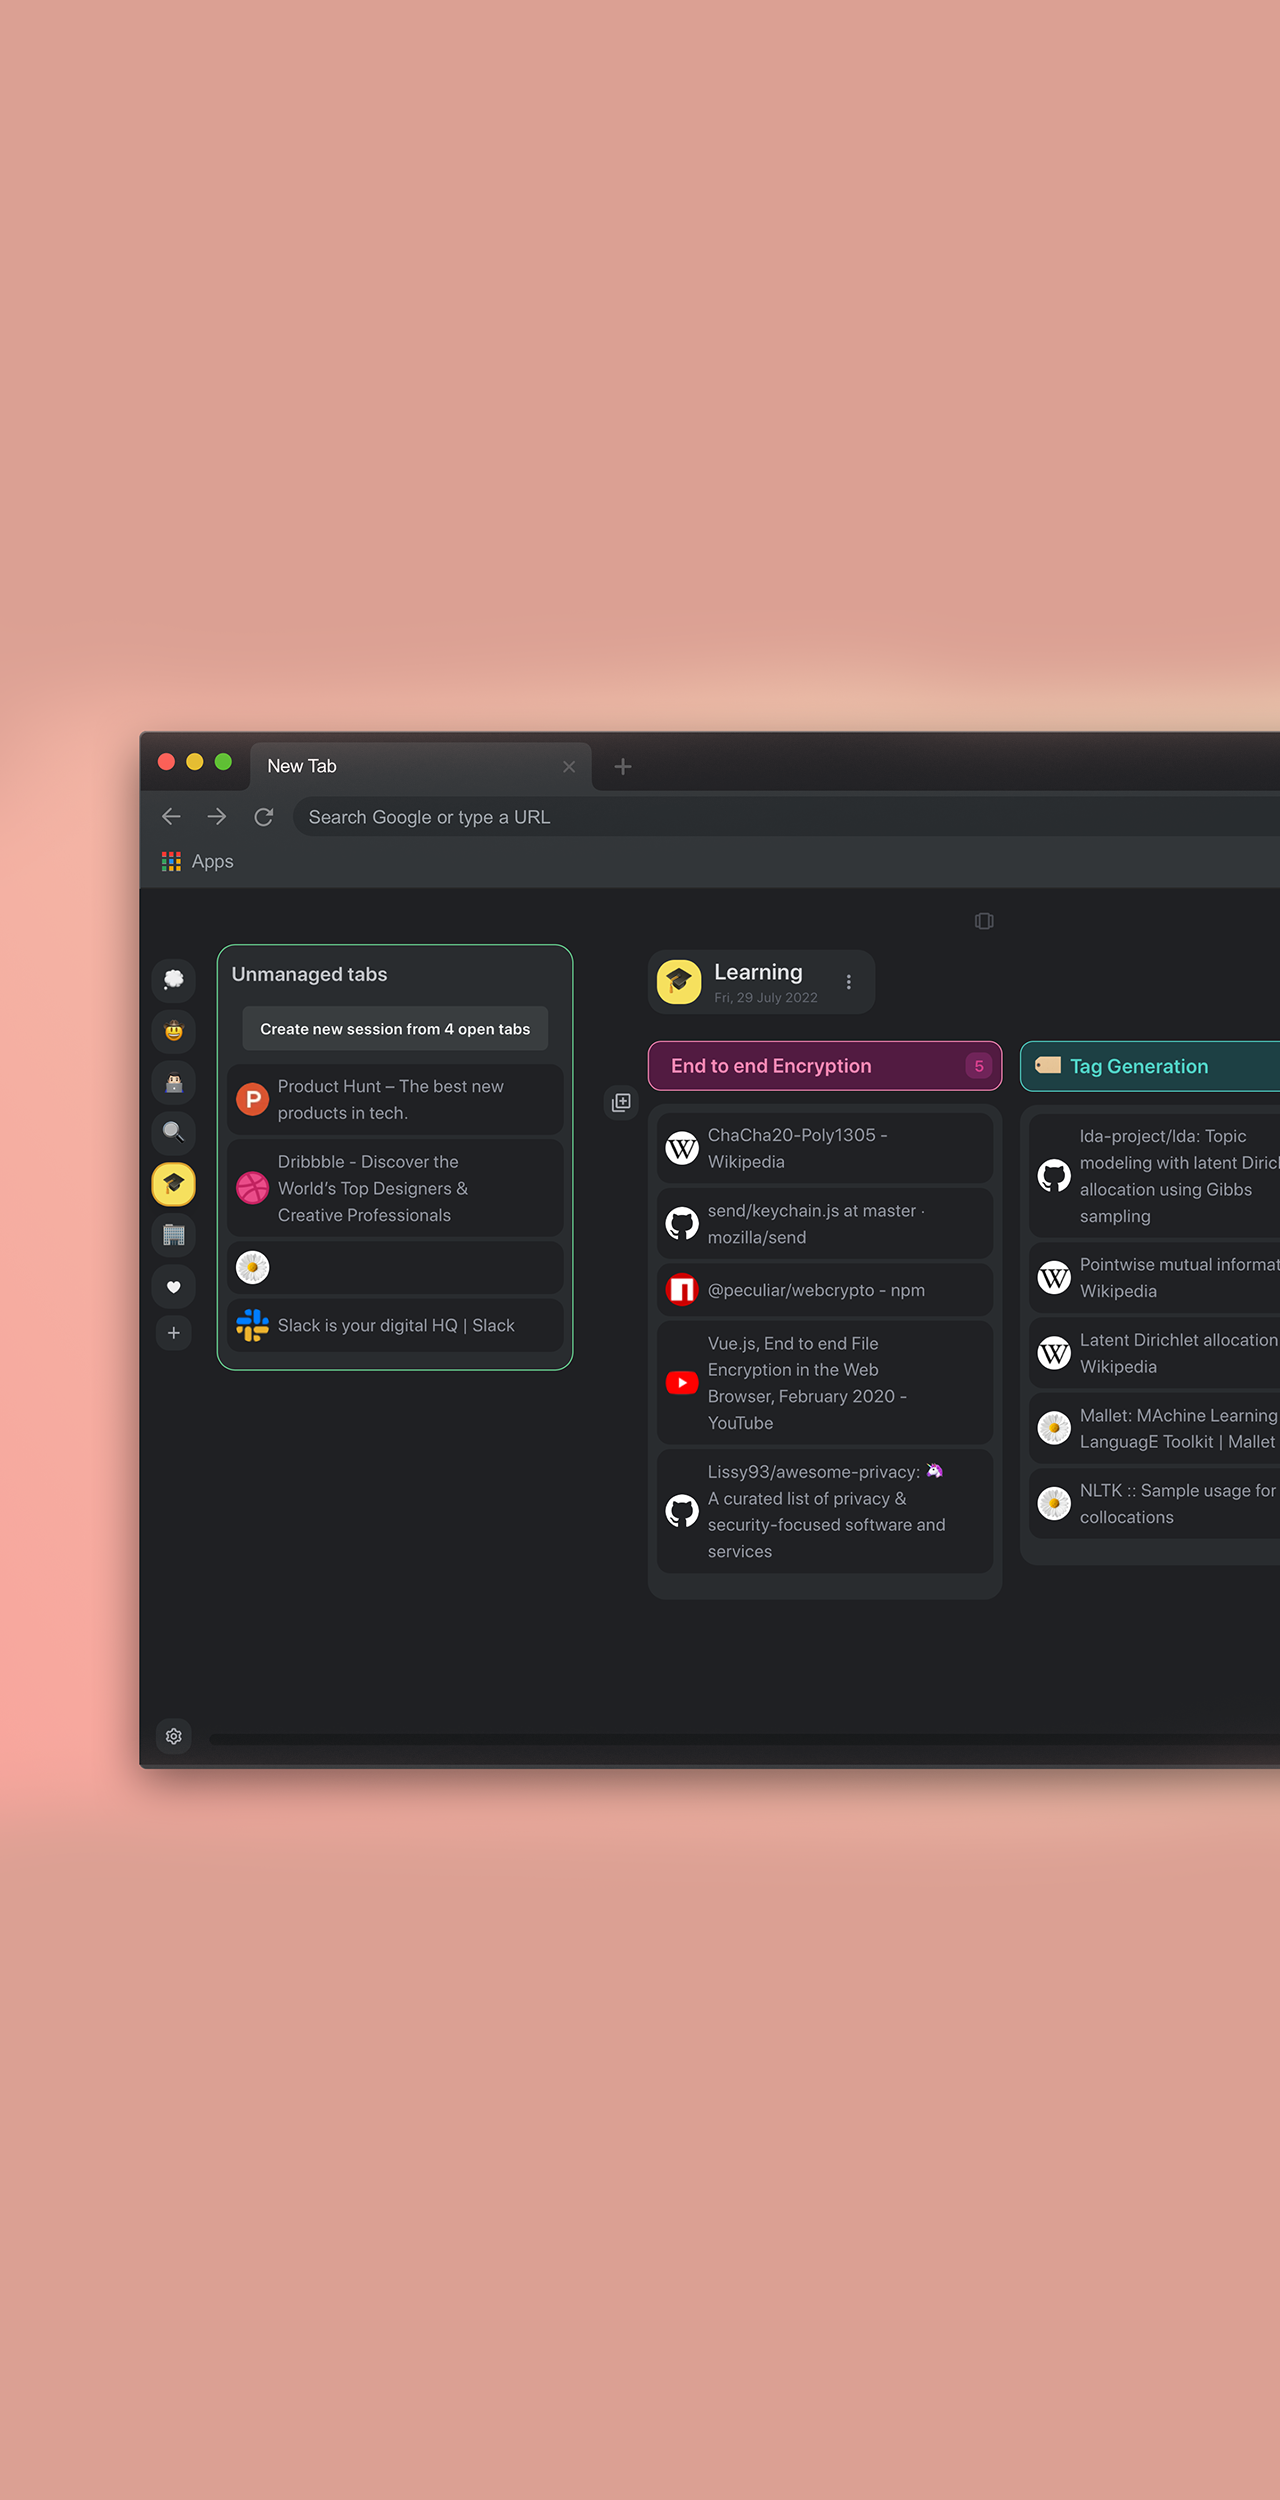 New Tab
Search Google or type a URL
Apps
Unmanaged tabs
Create new session from 4 open tabs
Product Hunt – The best new
products in tech.
Dribbble - Discover the
World's Top Designers &
Creative Professionals
Slack is your digital HQ | Slack
Learning
Fri, 29 July 2022
End to end Encryption
5
ChaCha20-Poly1305 -
Wikipedia
send/keychain.js at master ·
mozilla/send
@peculiar/webcrypto - npm
Vue.js, End to end File
Encryption in the Web
Browser, February 2020 -
YouTube
Lissy93/awesome-privacy: 🦄
A curated list of privacy &
security-focused software and
services
Tag Generation
lda-project/lda: Topic
modeling with latent Diricl
allocation using Gibbs
sampling
Pointwise mutual informat
Wikipedia
Latent Dirichlet allocation
Wikipedia
Mallet: MAchine Learning
LanguagE Toolkit | Mallet
NLTK :: Sample usage for
collocations